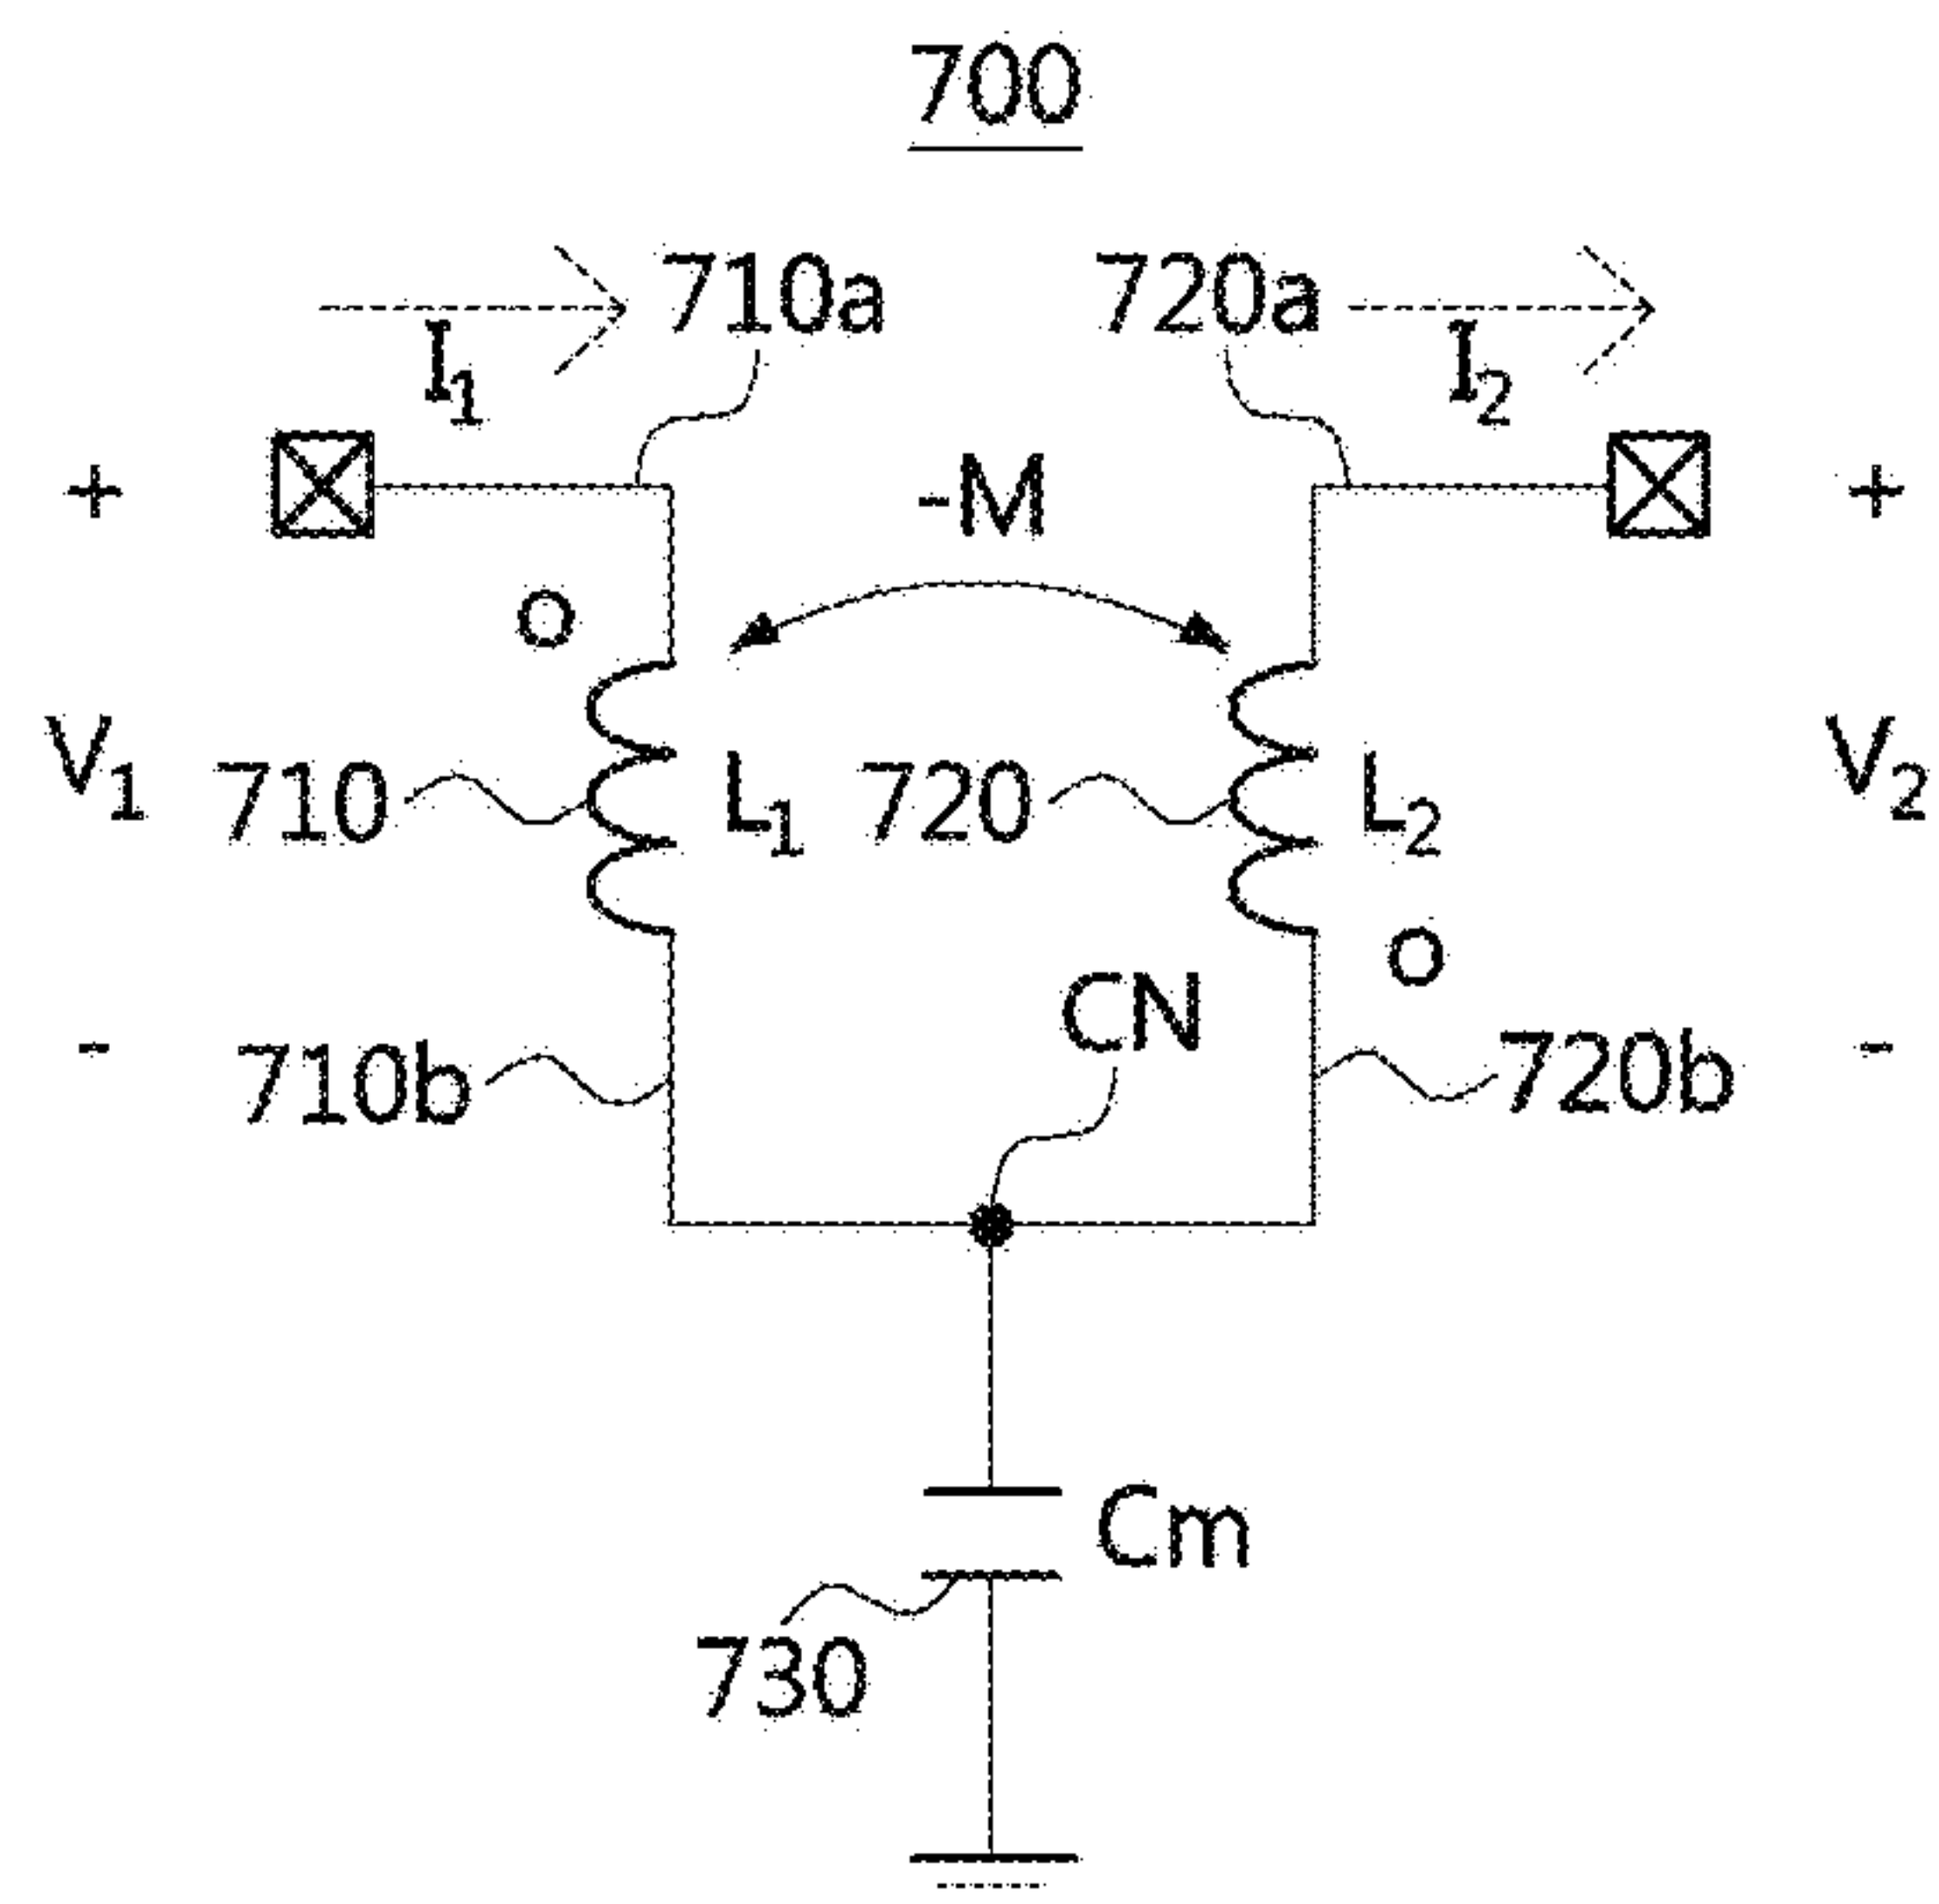 700
710a 720a
I1 I2
+ -M +
V1 710 L1 720 L2 V2
CN
- 710b 720b -
Cm
730